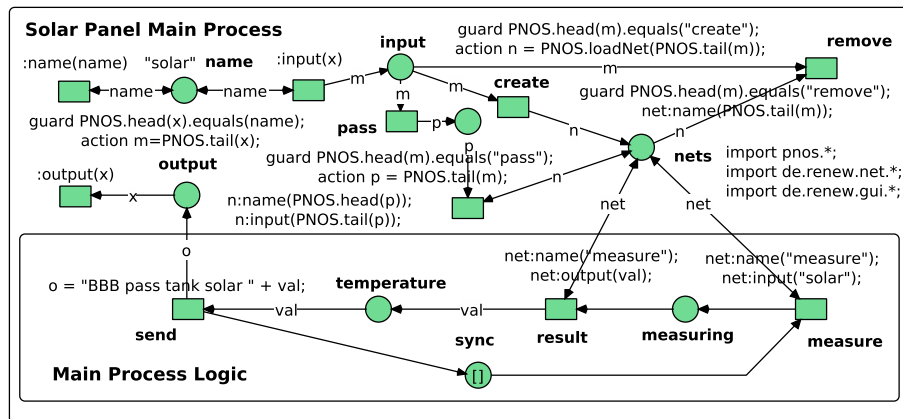 Solar Panel Main Process
guard PNOS.head(m).equals("create");
action n = PNOS.loadNet(PNOS.tail(m));
input
remove
:name(name)
"solar"
name
:input(x)
m
m
m
m
create
name
name
guard PNOS.head(m).equals("remove");
net:name(PNOS.tail(m));
guard PNOS.head(x).equals(name);
action m=PNOS.tail(x);
pass
p
n
n
nets
import pnos.*;
import de.renew.net.*;
import de.renew.gui.*;
p
guard PNOS.head(m).equals("pass");
action p = PNOS.tail(m);
n
output
:output(x)
x
n:name(PNOS.head(p));
n:input(PNOS.tail(p));
net
net
o
net:name("measure");
net:output(val);
net:name("measure");
net:input("solar");
o = "BBB pass tank solar " + val;
temperature
val
val
send
sync
result
measuring
measure
[]
Main Process Logic